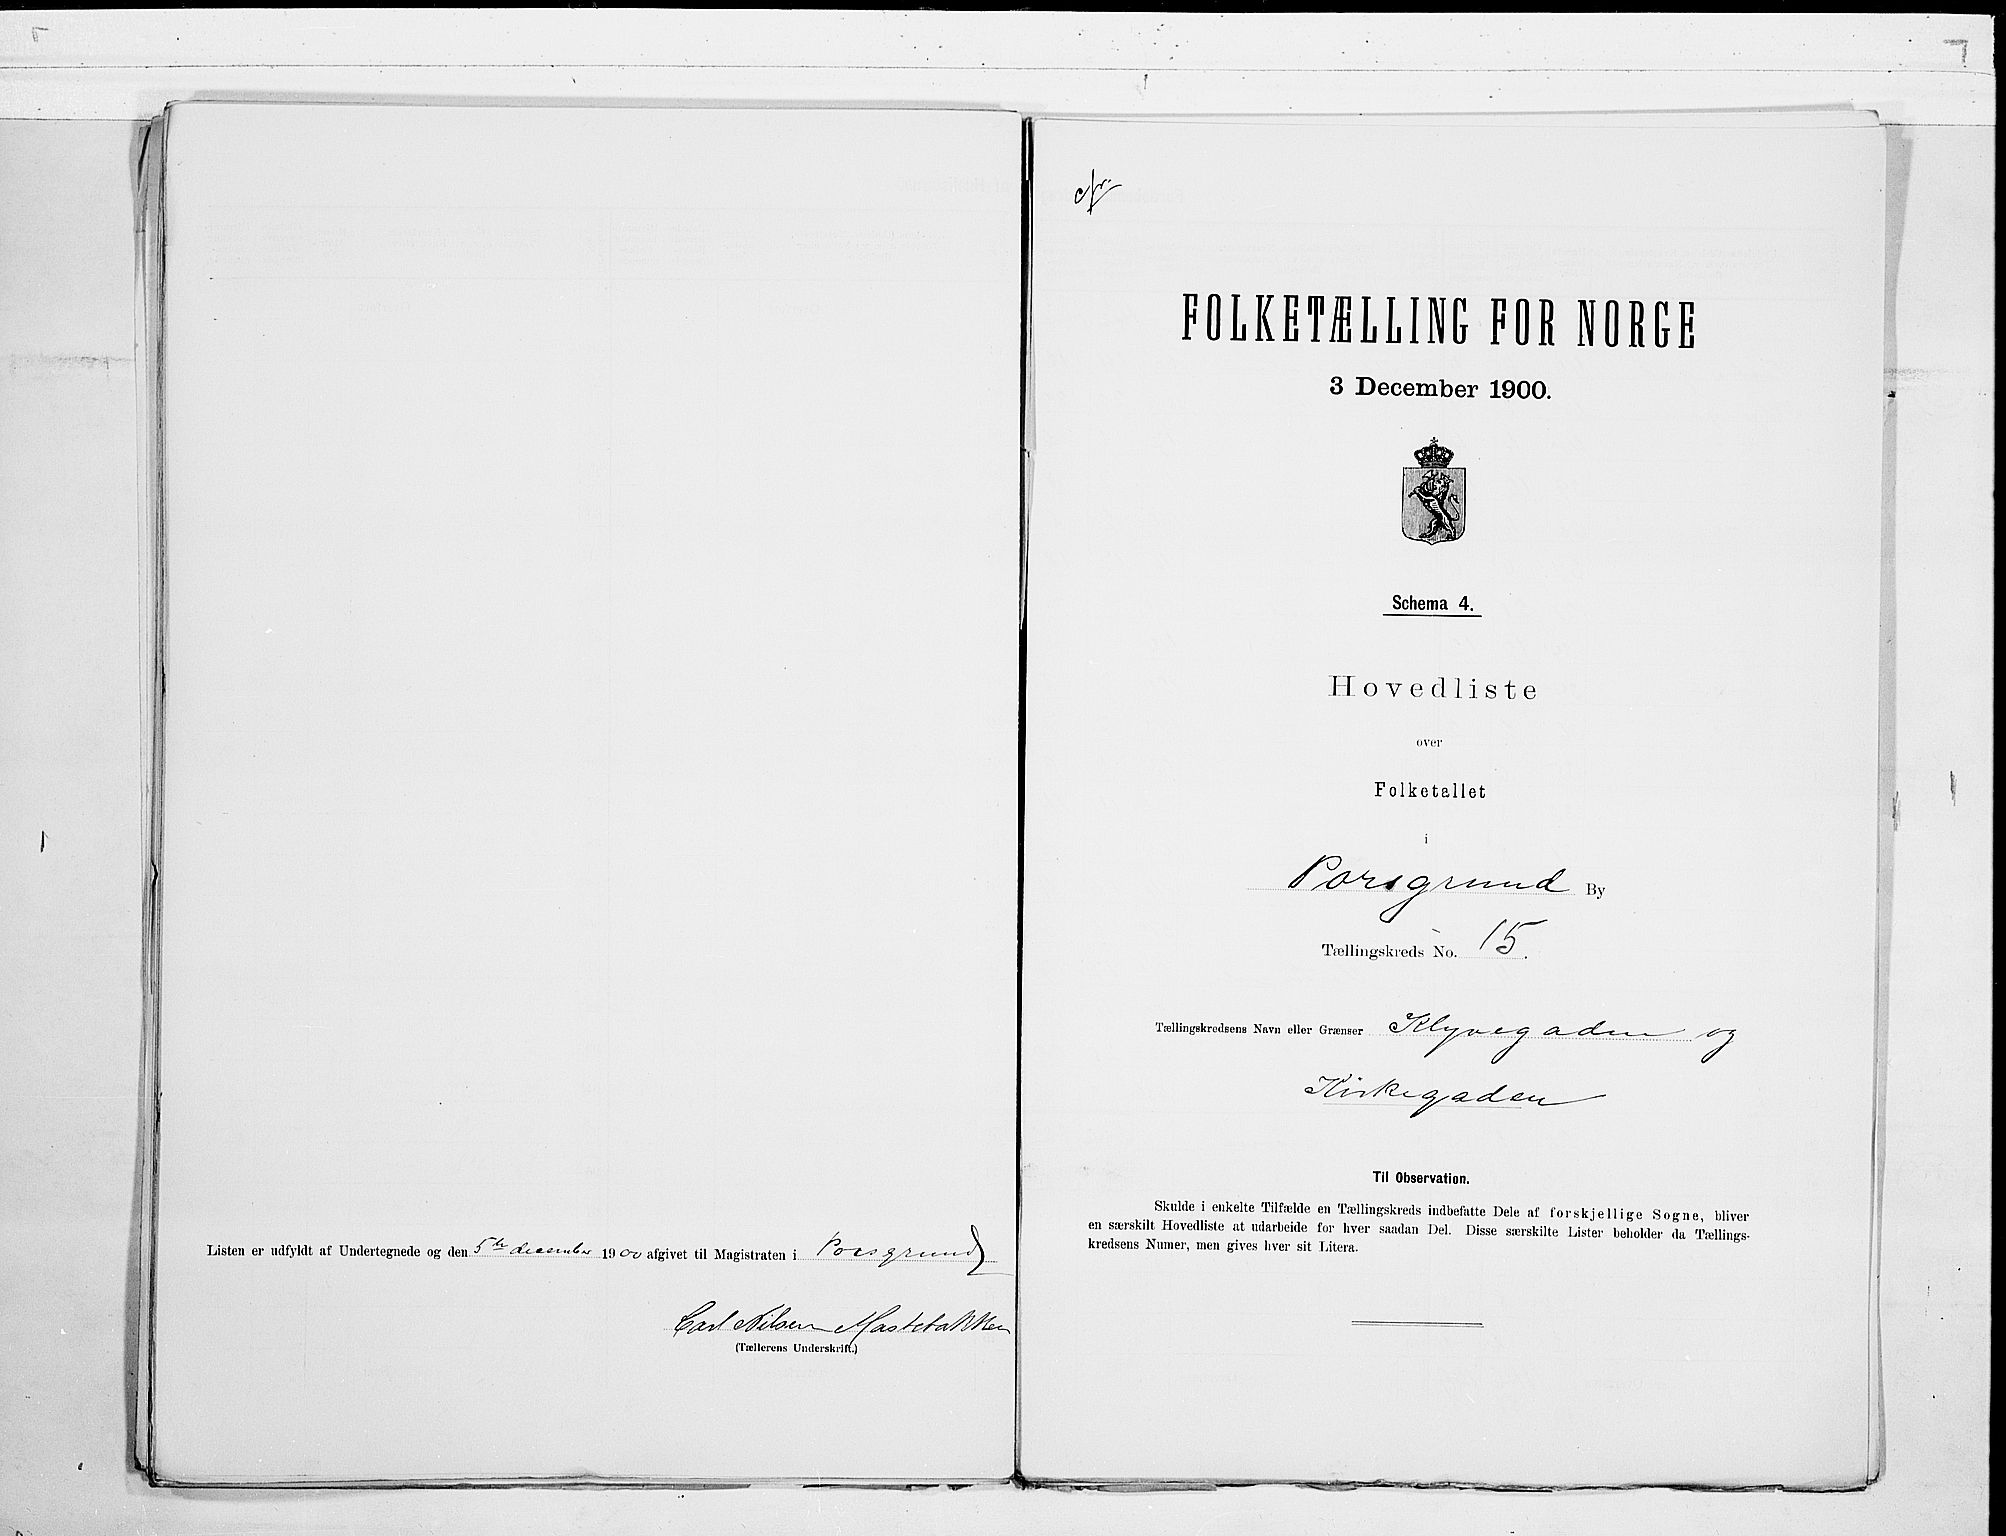 Listen er udfyldt af Undertegnede og den 5te december 1900 afgivet til Magistraten i Porsgrund
Carl Nilsen Mastebakken
(Tællerens Underskrift.)
FOLKETÆLLING FOR NORGE
3 December 1900.
Schema 4.
Hovedliste
over
Folketallet
i
Porsgrund By
Tællingskreds No. 15.
Tællingskredsens Navn eller Grænser Klyvegaden og
Kirkegaden
Til Observation.
Skulde i enkelte Tilfælde en Tællingskreds indbefatte Dele af forskjellige Sogne, bliver
en særskilt Hovedliste at udarbeide for hver saadan Del. Disse særskilte Lister beholder da Tællings-
kredsens Numer, men gives hver sit Litera.